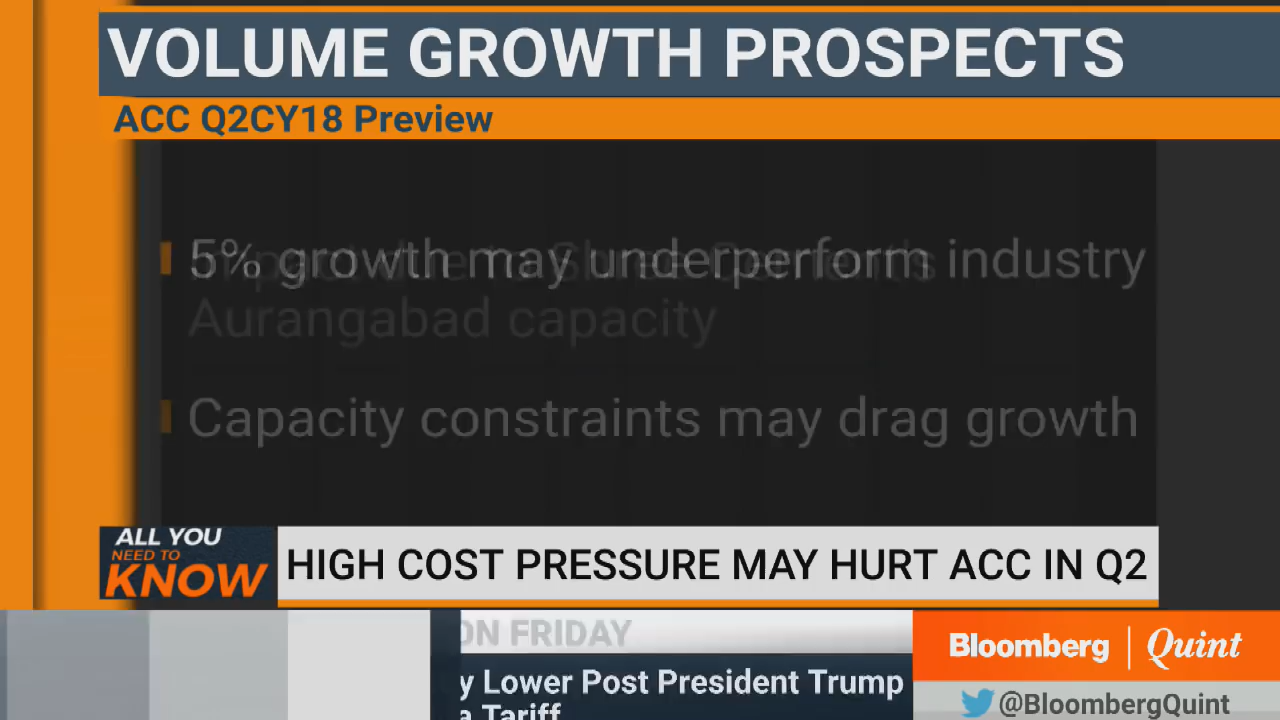 VOLUME GROWTH PROSPECTS
ACC Q2CY18 Preview
5% growth may underperform industry
Aurangabad capacity
Capacity constraints may drag growth
ALL YOU
NEED TO
KNOW
HIGH COST PRESSURE MAY HURT ACC IN Q2
ON FRIDAY
y Lower Post President Trump
a Tariff
Bloomberg | Quint
@BloombergQuint